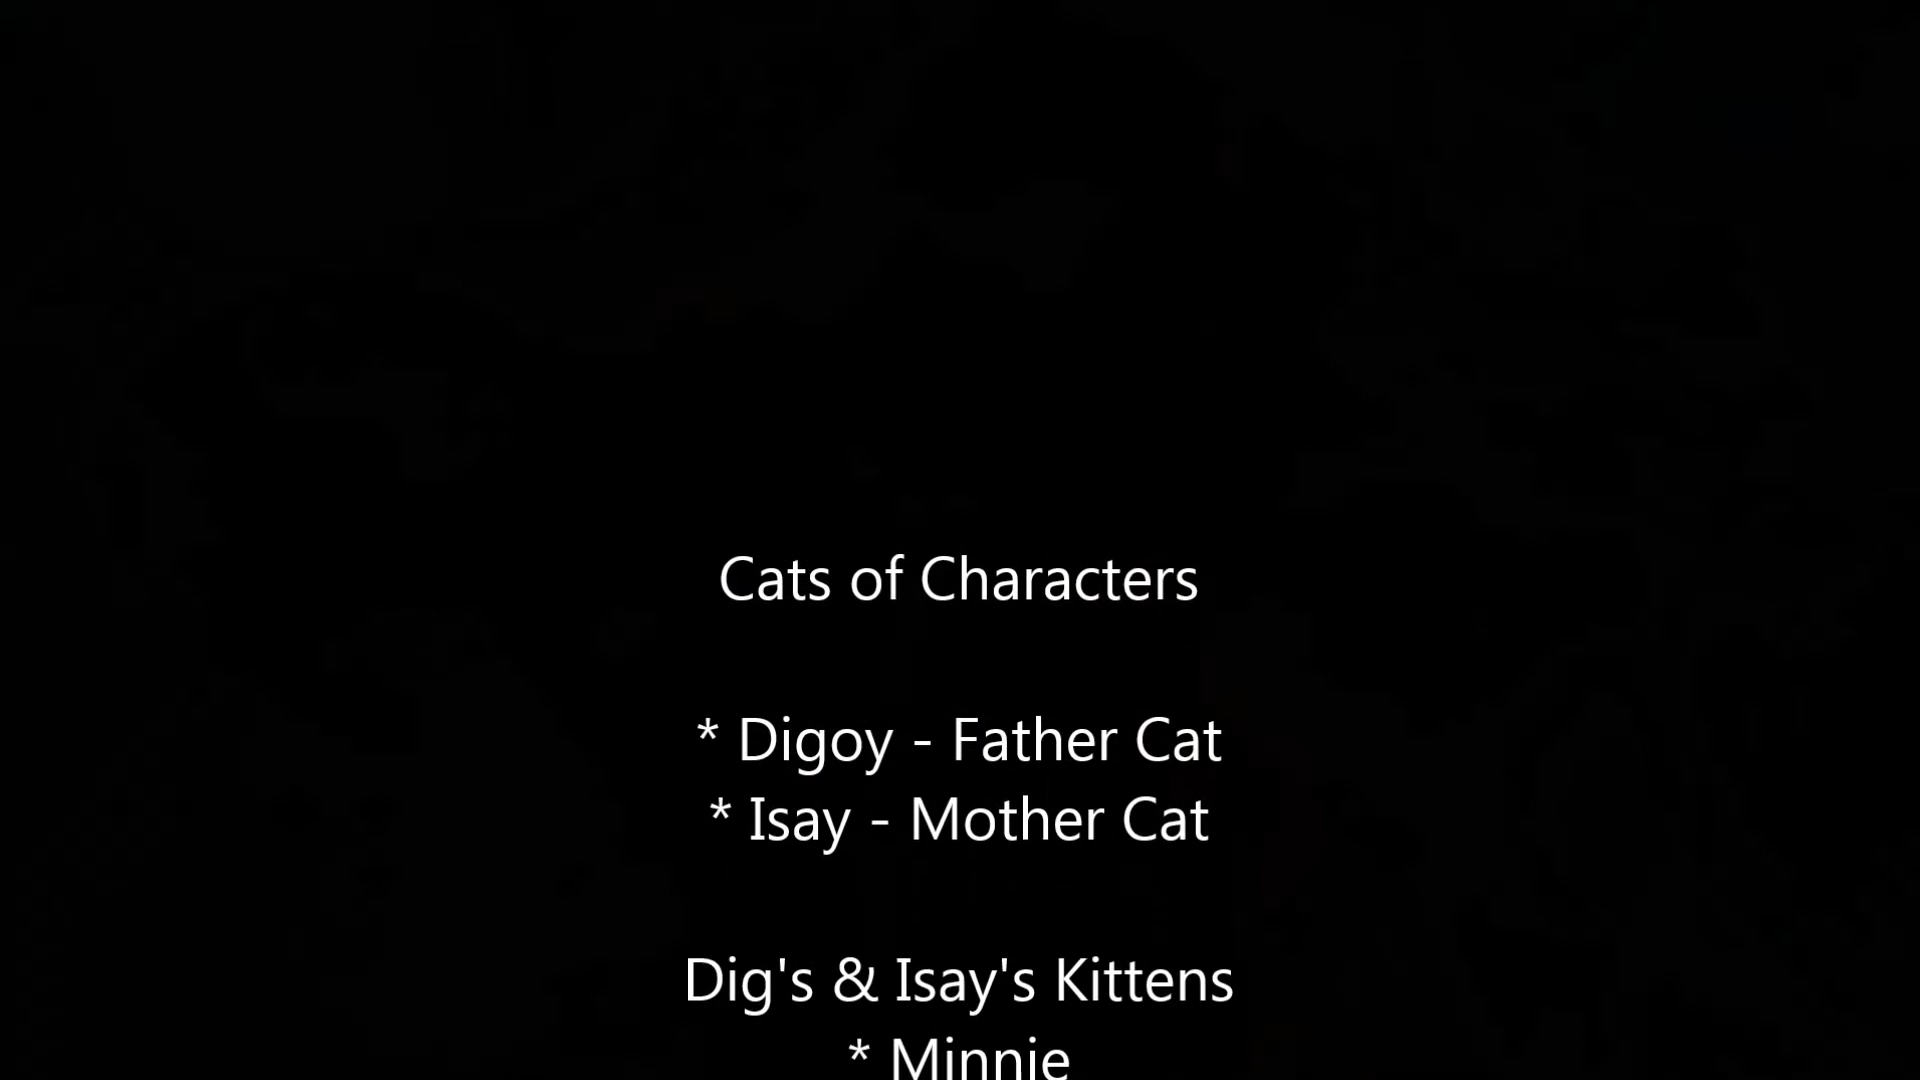 Cats of Characters
* Digoy - Father Cat
* Isay - Mother Cat
Dig's & Isay's Kittens
* Minnie